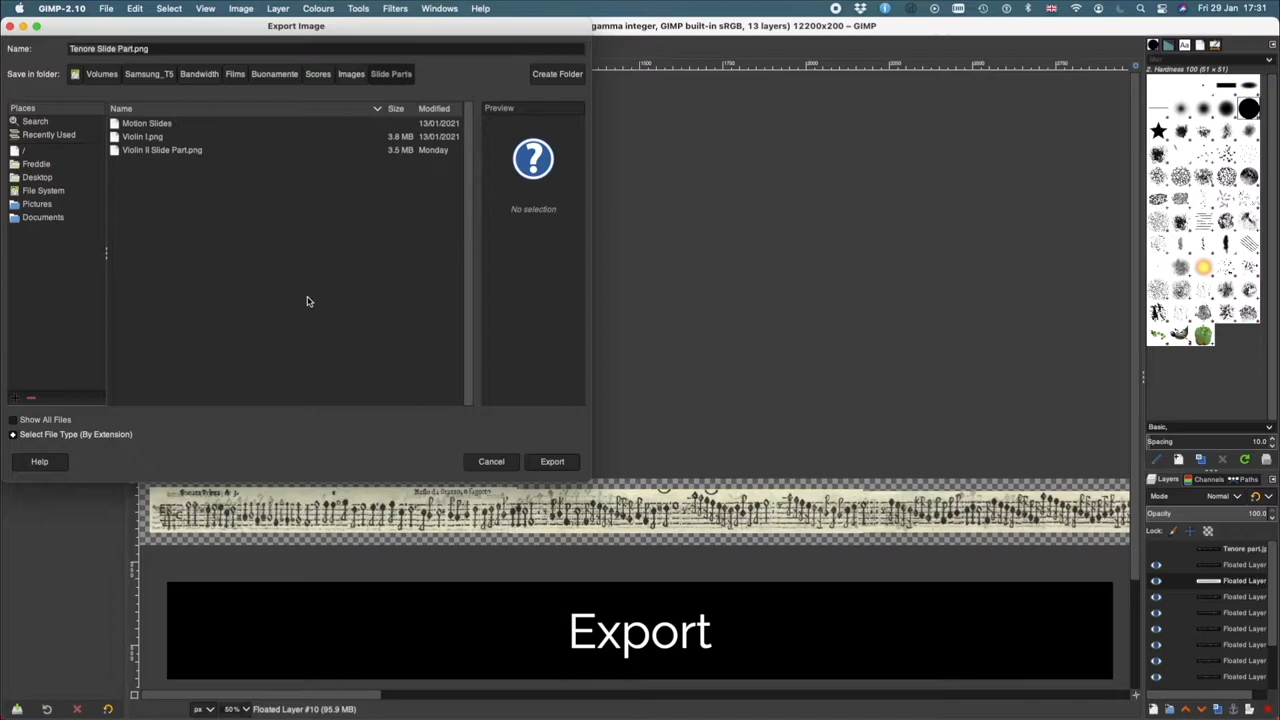 GIMP-2.10 File Edit Select View Image Layer Colours Tools Filters Windows Help Fri 29 Jan 17:31
Export Image
gamma integer, GIMP built-in sRGB, 13 layers) 12200x200 – GIMP
Name: Tenore Slide Part.png
Save in folder: Volumes Samsung_T5 Bandwidth Films Buonamente Scores Images Slide Parts Create Folder
2. Hardness 100 (51 x 51)
Places
Search
Recently Used
/
Freddie
Desktop
File System
Pictures
Documents
Name Size Modified
Motion Slides 13/01/2021
Violin I.png 3.8 MB 13/01/2021
Violin II Slide Part.png 3.5 MB Monday
Preview
No selection
Show All Files
Select File Type (By Extension)
Help Cancel Export
Basic,
Spacing 10.0
Layers Channels Paths
Mode Normal
Opacity 100.0
Lock:
Tenore part.jp
Floated Layer
Floated Layer
Floated Layer
Floated Layer
Floated Layer
Floated Layer
Floated Layer
Floated Layer
Export
px 50% Floated Layer #10 (95.9 MB)